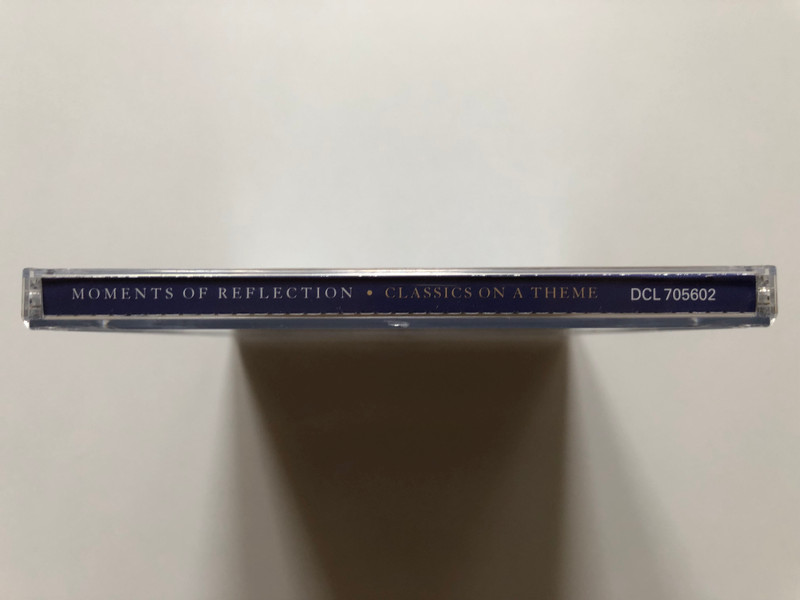 MOMENTS OF REFLECTION • CLASSICS ON A THEME DCL 705602